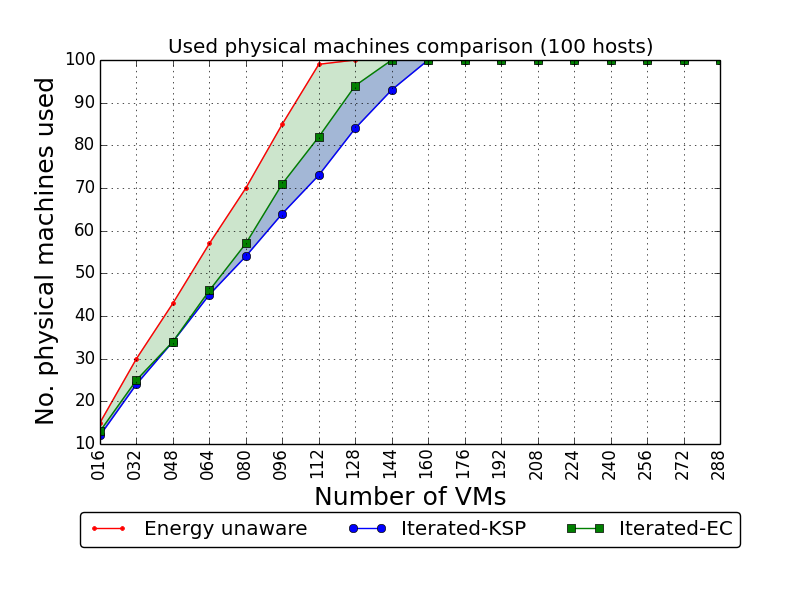 Used physical machines comparison (100 hosts)
No. physical machines used
100
90
80
70
60
50
40
30
20
10
016 032 048 064 080 096 112 128 144 160 176 192 208 224 240 256 272 288
Number of VMs
Energy unaware Iterated-KSP Iterated-EC